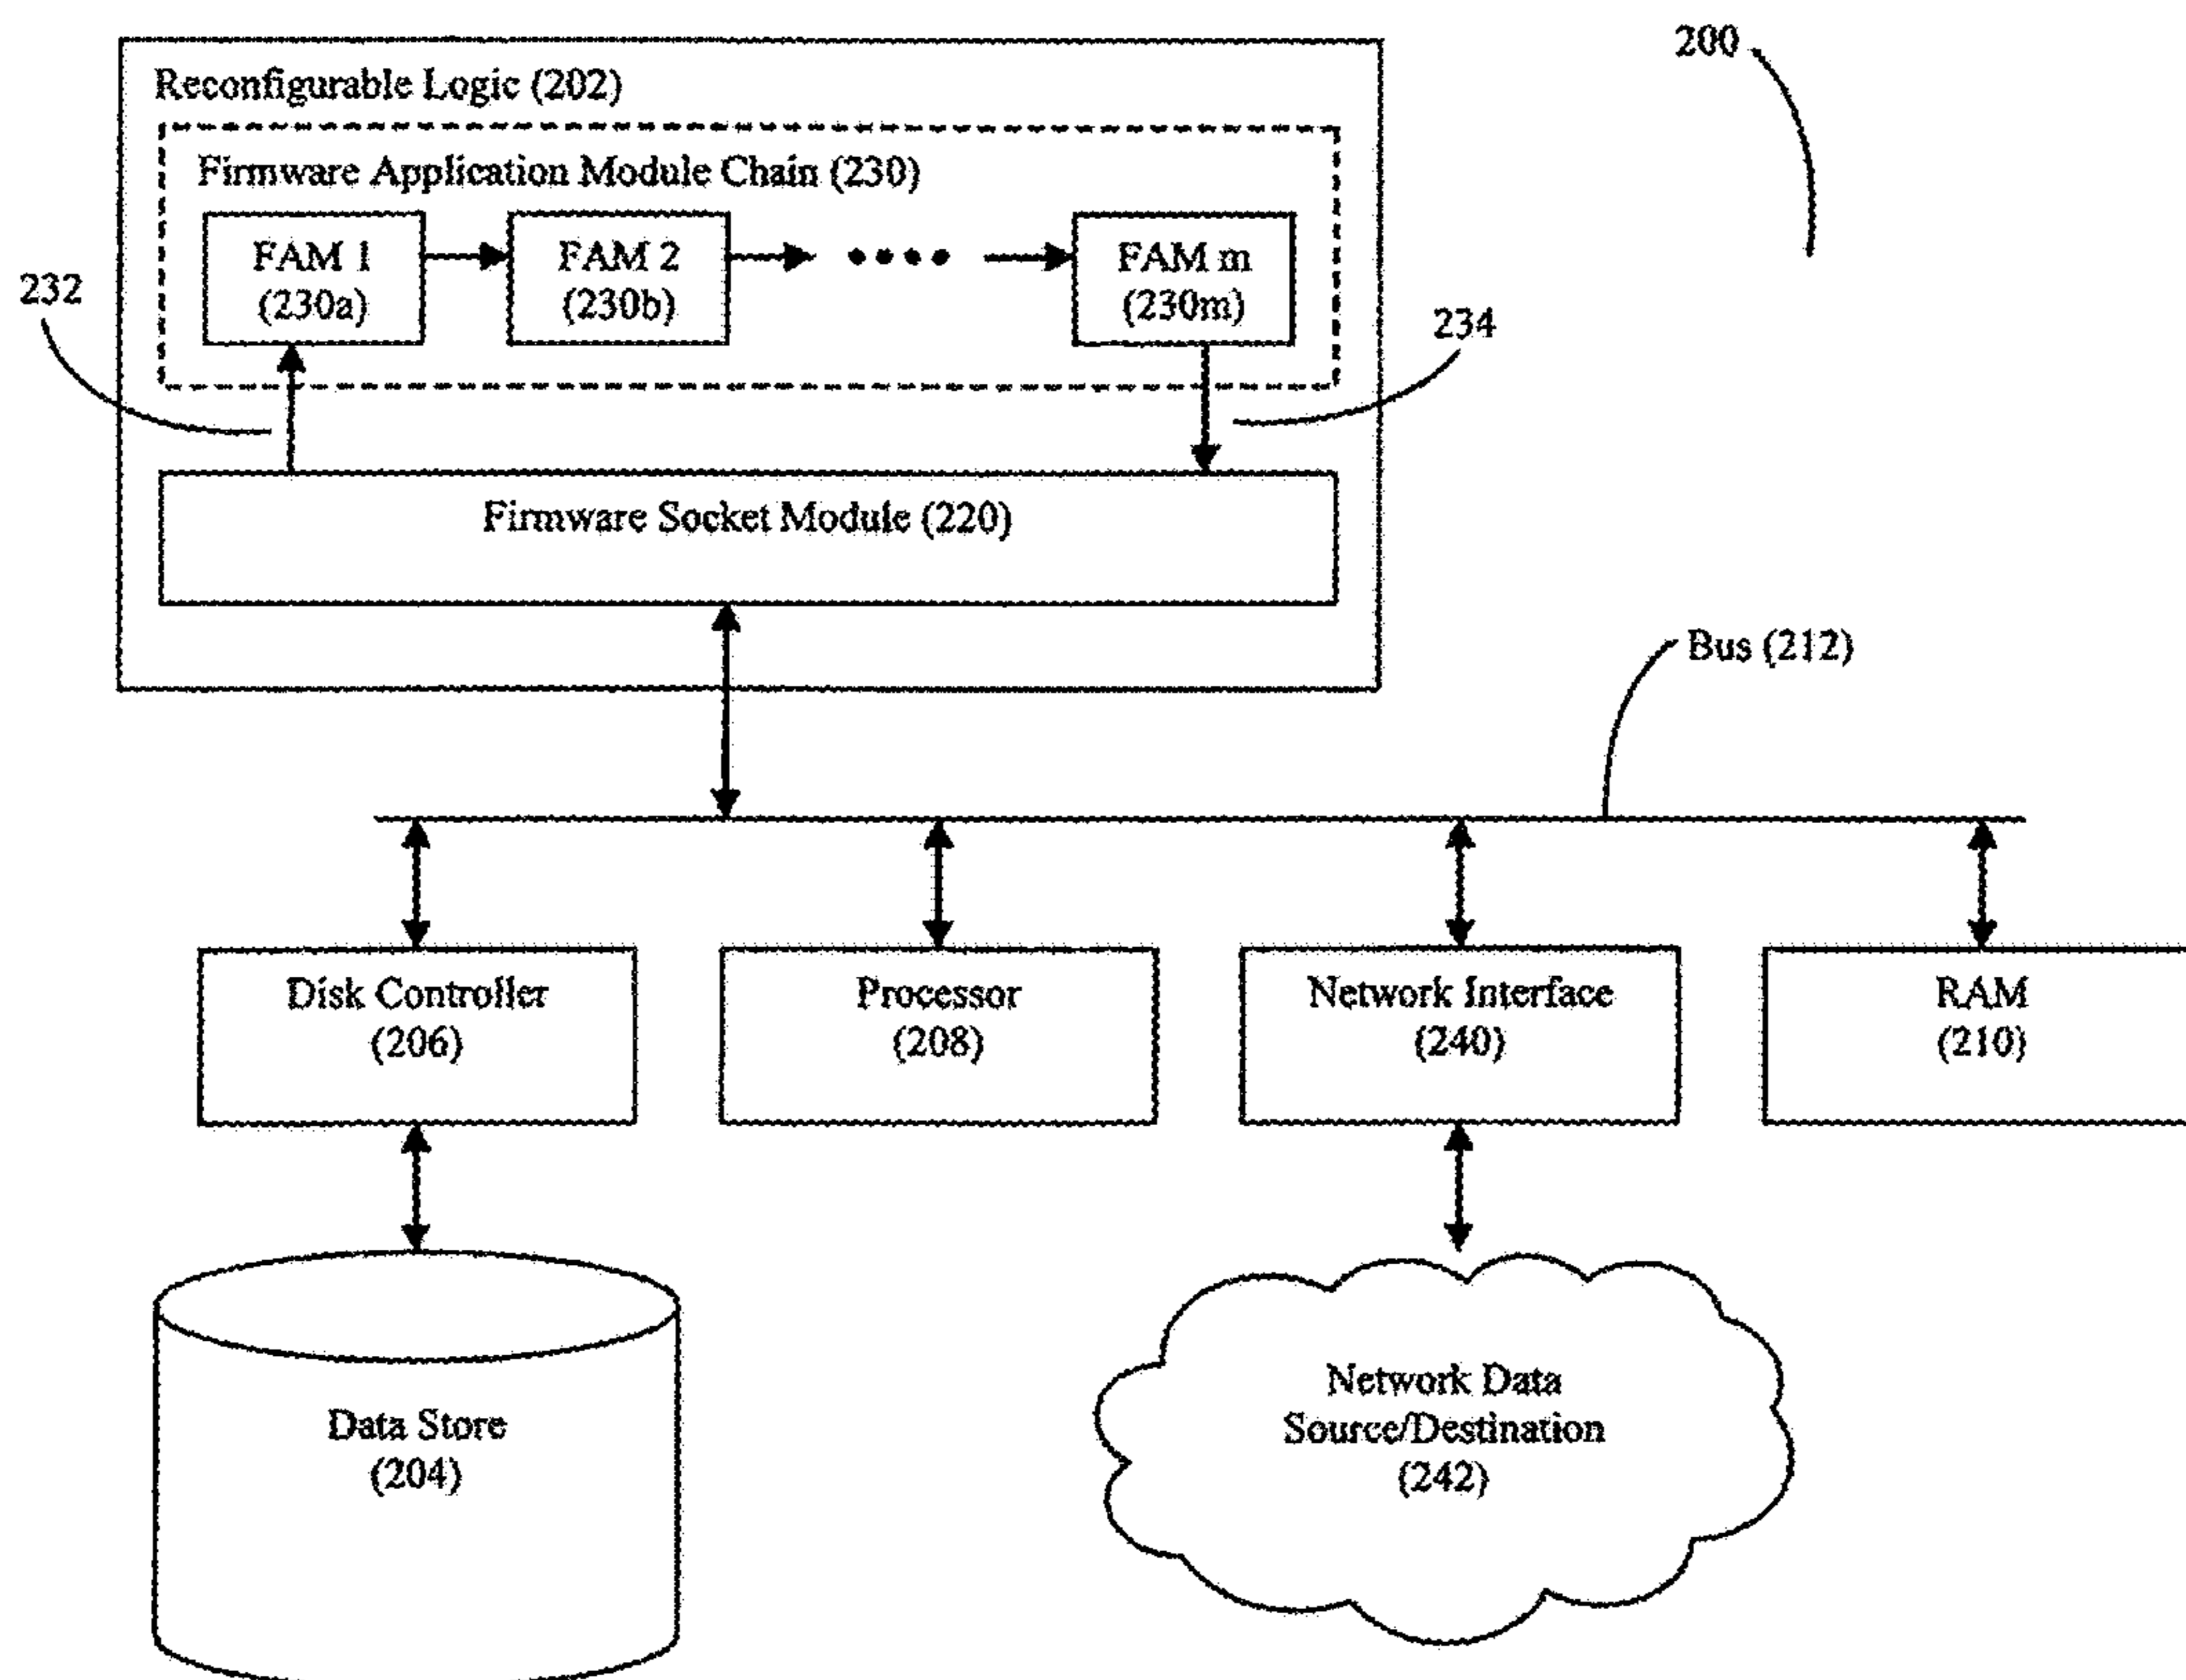 200
Reconfigurable Logic (202)
Firmware Application Module Chain (230)
FAM 1
(230a)
FAM 2
(230b)
FAM m
(230m)
232
234
Firmware Socket Module (220)
Bus (212)
Disk Controller
(206)
Processor
(208)
Network Interface
(240)
RAM
(210)
Data Store
(204)
Network Data
Source/Destination
(242)